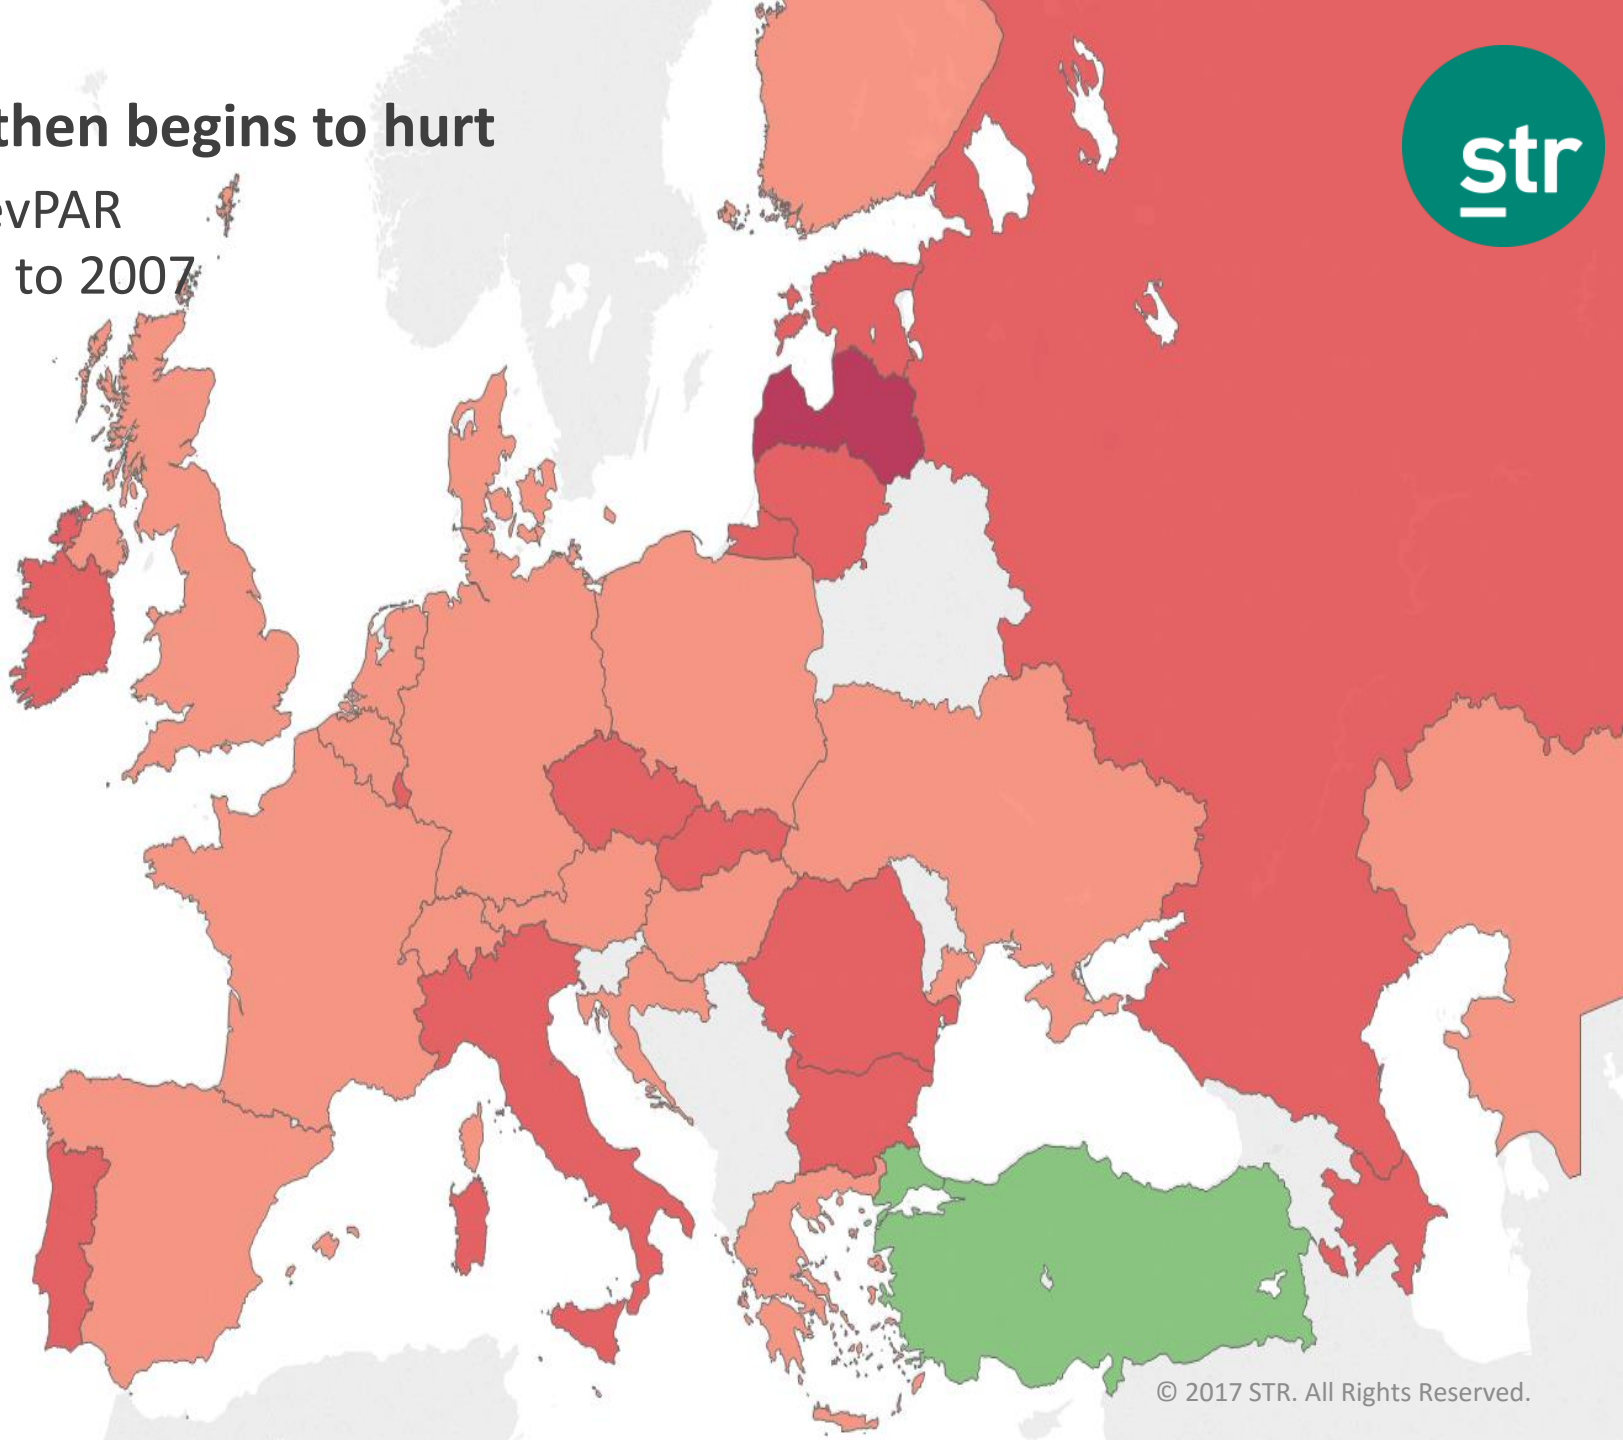 then begins to hurt
evPAR
to 2007
str
© 2017 STR. All Rights Reserved.